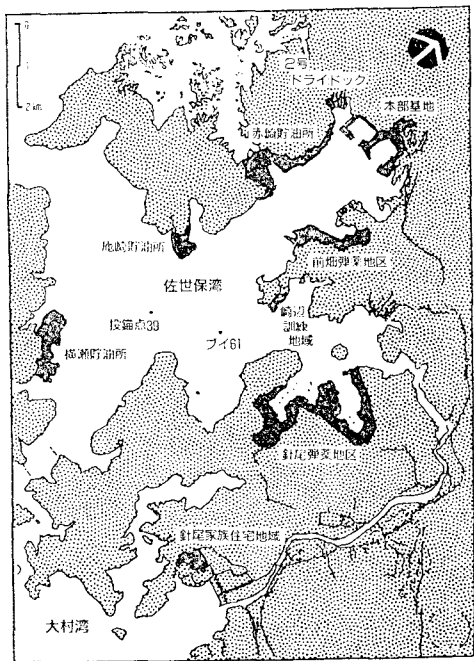 0
1
2km
2号
ドライドック
本部基地
赤崎貯油所
庵崎貯油所
前畑弾薬地区
佐世保湾
崎辺
訓練
地域
投錨点39
ブイ61
横瀬貯油所
針尾弾薬地区
針尾家族住宅地域
大村湾